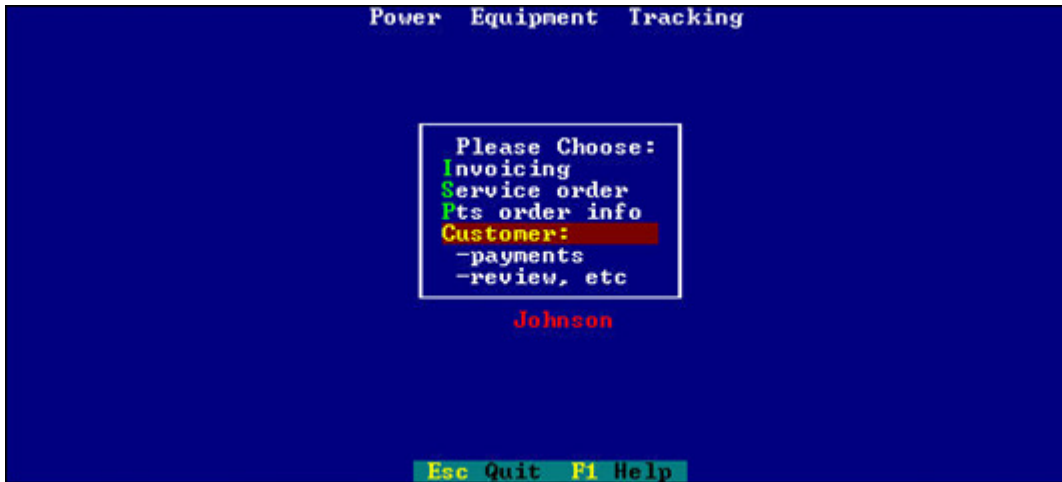 Power Equipment Tracking
Please Choose:
Invoicing
Service order
Pts order info
Customer:
-payments
-review, etc
Johnson
Esc Quit F1 Help